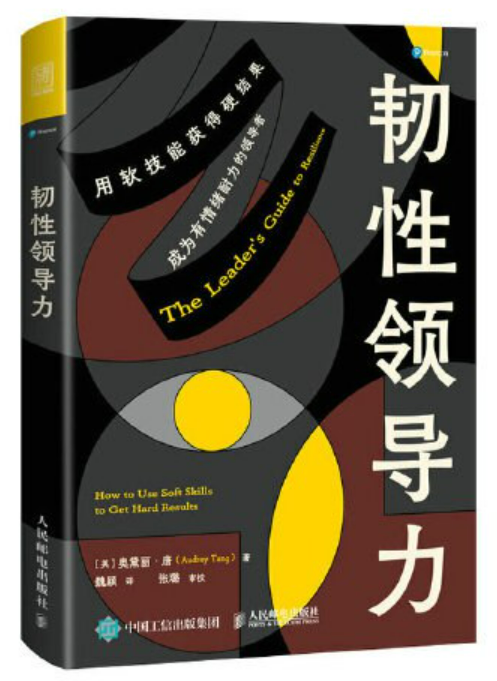 韧性领导力
人民邮电出版社
用软技能获得硬结果
成为有情绪耐力的领导者
The Leader's Guide to Resilience
韧性领导力
How to Use Soft Skills
to Get Hard Results
[英]奥黛丽·唐（Audrey Tang）著
魏颐 译 张璐 审校
中国工信出版集团 人民邮电出版社
POSTS & TELECOM PRESS